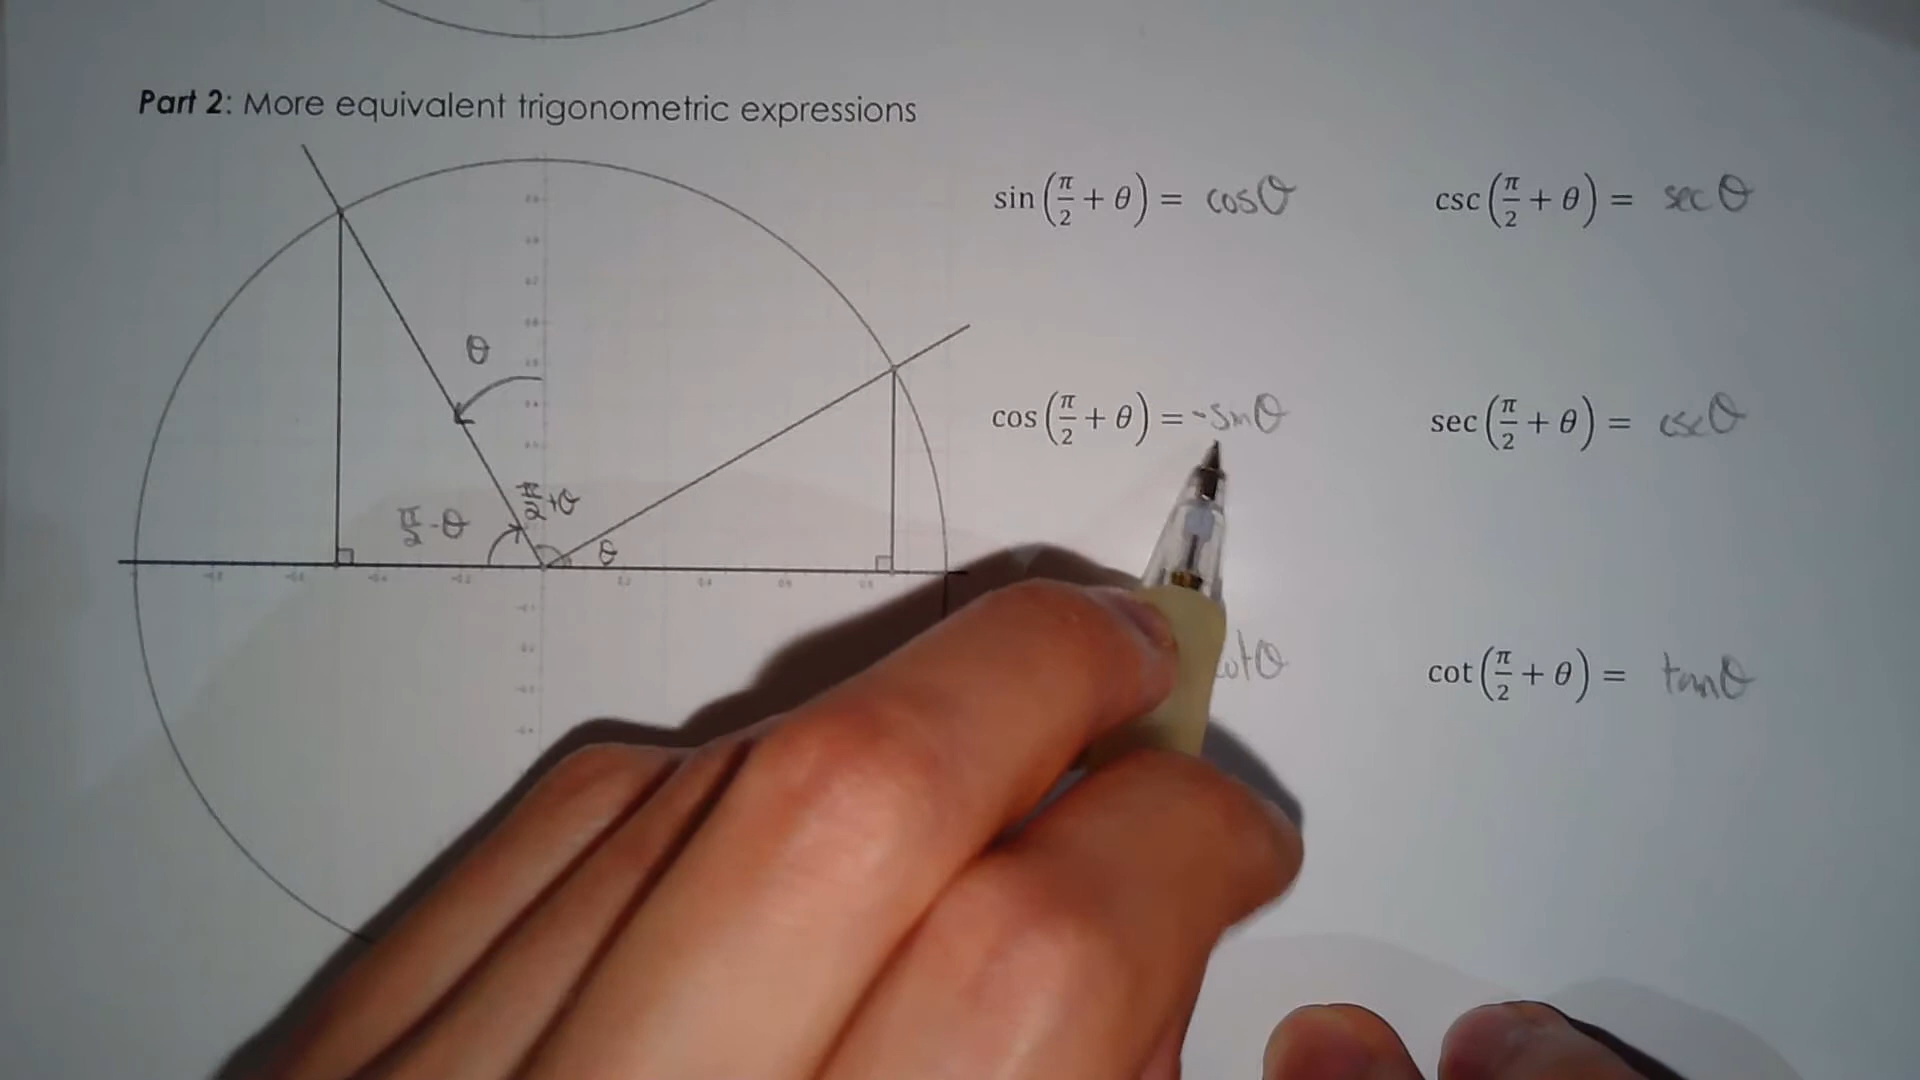 Part 2: More equivalent trigonometric expressions
sin(π/2 + θ) = cosθ
csc(π/2 + θ) = secθ
θ
cos(π/2 + θ) = -sinθ
sec(π/2 + θ) = cscθ
π/2 + θ
π/2 - θ
θ
cot(π/2 + θ) = tanθ